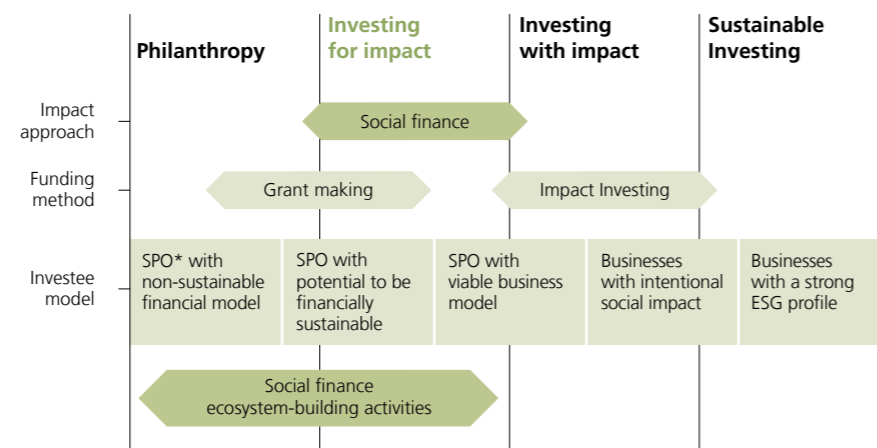 Philanthropy
Investing
for impact
Investing
with impact
Sustainable
Investing
Impact
approach
Social finance
Funding
method
Grant making
Impact Investing
Investee
model
SPO* with
non-sustainable
financial model
SPO with
potential to be
financially
sustainable
SPO with
viable business
model
Businesses
with intentional
social impact
Businesses
with a strong
ESG profile
Social finance
ecosystem-building activities